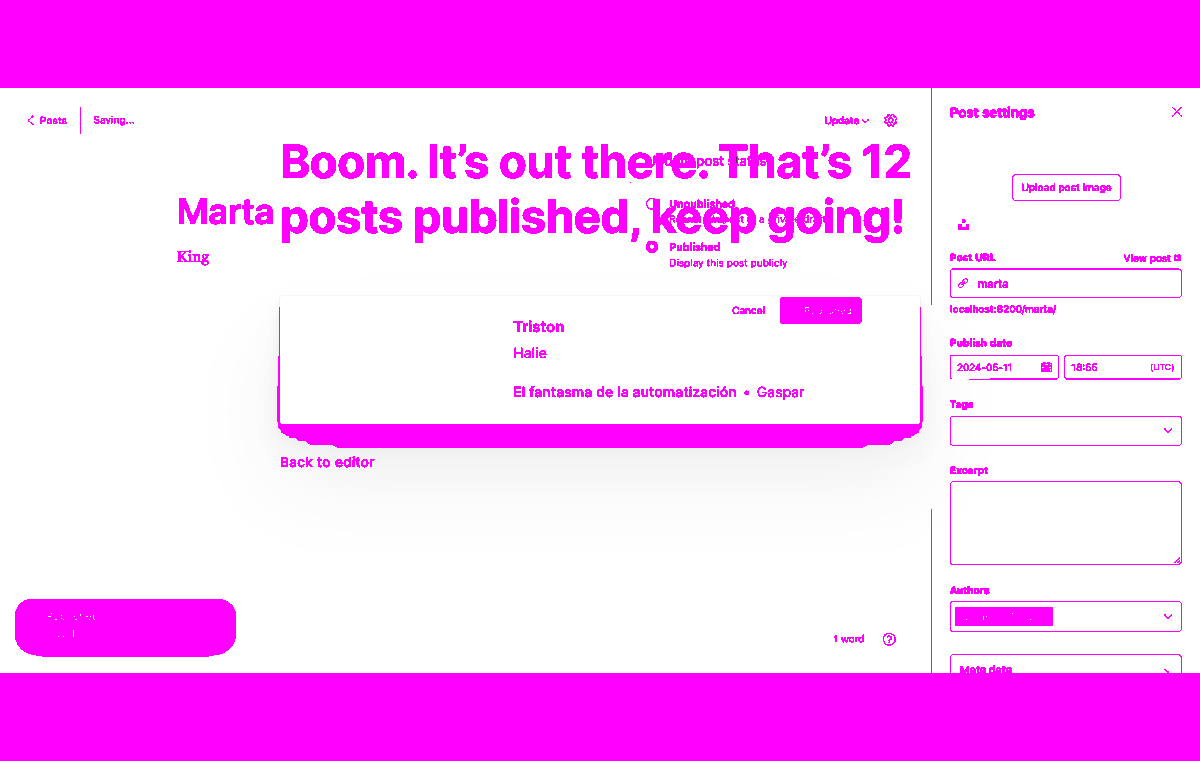 Posts
Saving...
Update
Post settings
Boom. It's out there. That's 12
posts published, keep going!
post status
Upload post image
Marta
Unpublished
King
Published
Display this post publicly
Post URL
View post
marta
localhost:8200/marta/
Cancel
Triston
Halie
El fantasma de la automatización • Gaspar
Publish date
2024-06-11
18:55
(UTC)
Tags
Back to editor
Excerpt
Authors
1 word
Meta data